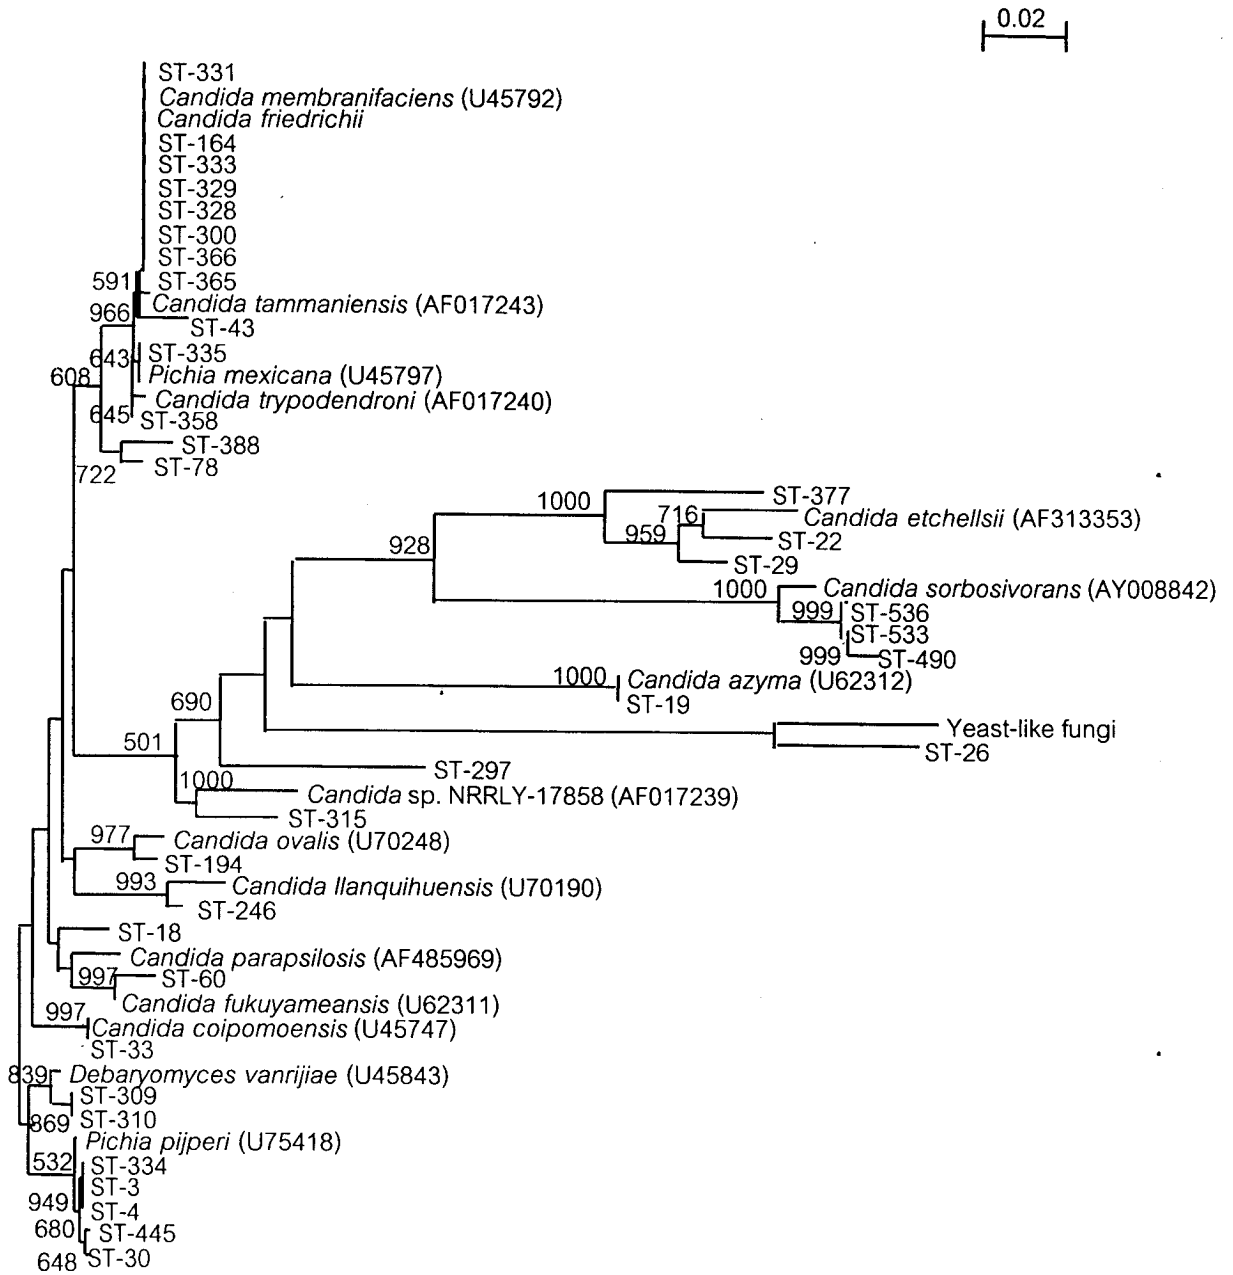 0.02
ST-331
Candida membranifaciens (U45792)
Candida friedrichii
ST-164
ST-333
ST-329
ST-328
ST-300
ST-366
591 ST-365
Candida tammaniensis (AF017243)
966
ST-43
643 ST-335
608 Pichia mexicana (U45797)
Candida trypodendroni (AF017240)
645 ST-358
ST-388
722 ST-78
1000 ST-377
716 Candida etchellsii (AF313353)
959 ST-22
928
ST-29
1000 Candida sorbosivorans (AY008842)
999 ST-536
ST-533
999 ST-490
1000 Candida azyma (U62312)
690 ST-19
Yeast-like fungi
501
ST-26
ST-297
1000
Candida sp. NRRLY-17858 (AF017239)
ST-315
977 Candida ovalis (U70248)
ST-194
993 Candida llanquihuensis (U70190)
ST-246
ST-18
Candida parapsilosis (AF485969)
997 ST-60
Candida fukuyameansis (U62311)
997
Candida coipomoensis (U45747)
ST-33
839 Debaryomyces vanrijiae (U45843)
ST-309
869 ST-310
Pichia pijperi (U75418)
532 ST-334
ST-3
949 ST-4
680 ST-445
648 ST-30